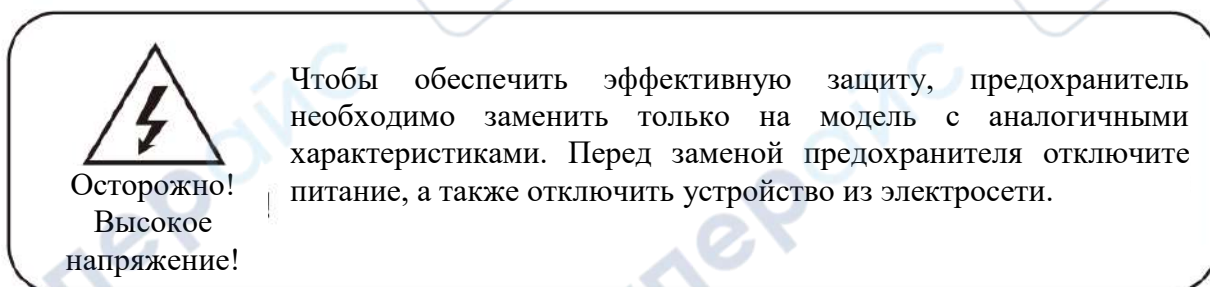 Чтобы обеспечить эффективную защиту, предохранитель
необходимо заменить только на модель с аналогичными
характеристиками. Перед заменой предохранителя отключите
питание, а также отключить устройство из электросети.
Осторожно!
Высокое
напряжение!